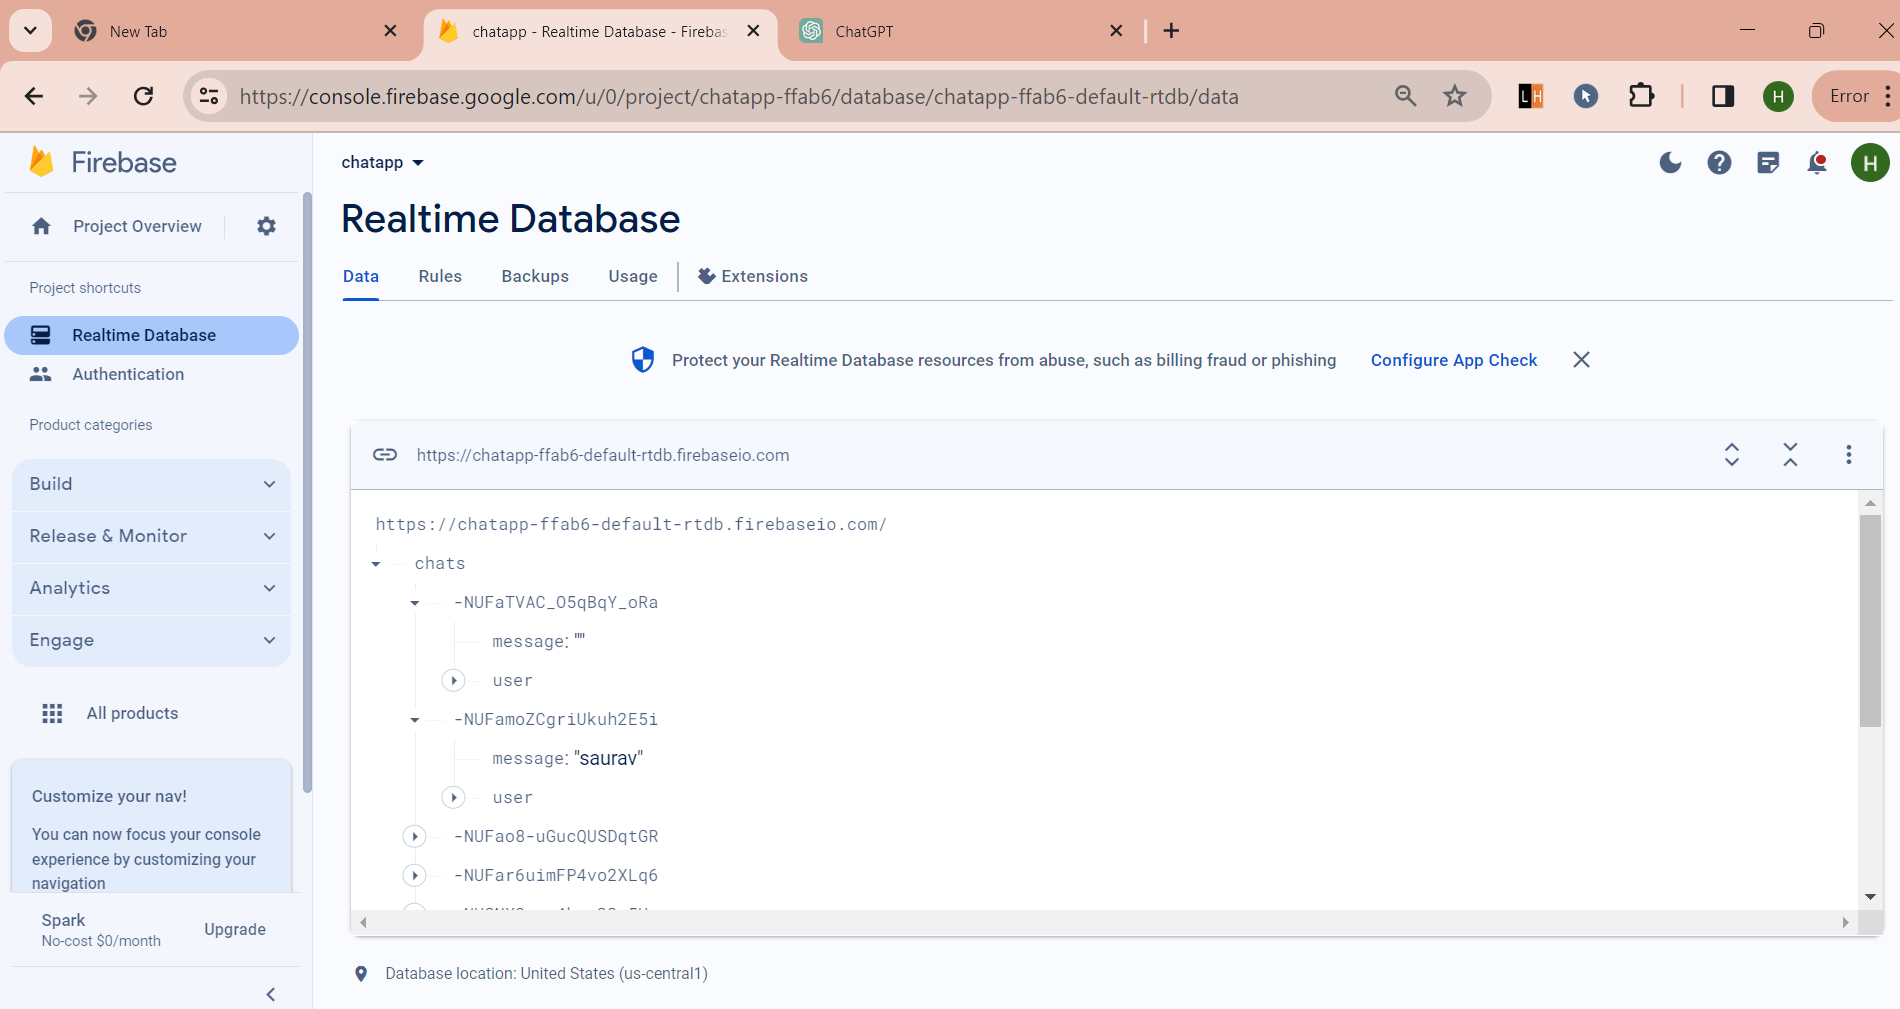 New Tab
chatapp - Realtime Database - Firebas
ChatGPT
https://console.firebase.google.com/u/0/project/chatapp-ffab6/database/chatapp-ffab6-default-rtdb/data
LH
H
Error
Firebase
chatapp
H
Project Overview
Realtime Database
Data
Rules
Backups
Usage
Extensions
Project shortcuts
Realtime Database
Authentication
Protect your Realtime Database resources from abuse, such as billing fraud or phishing
Configure App Check
Product categories
Build
Release & Monitor
Analytics
Engage
All products
https://chatapp-ffab6-default-rtdb.firebaseio.com
https://chatapp-ffab6-default-rtdb.firebaseio.com/
chats
-NUFaTVAC_O5qBqY_oRa
message: ""
user
-NUFamoZCgriUkuh2E5i
message: "saurav"
user
-NUFao8-uGucQUSDqtGR
-NUFar6uimFP4vo2XLq6
Customize your nav!
You can now focus your console
experience by customizing your
navigation
Spark
No-cost $0/month
Upgrade
Database location: United States (us-central1)